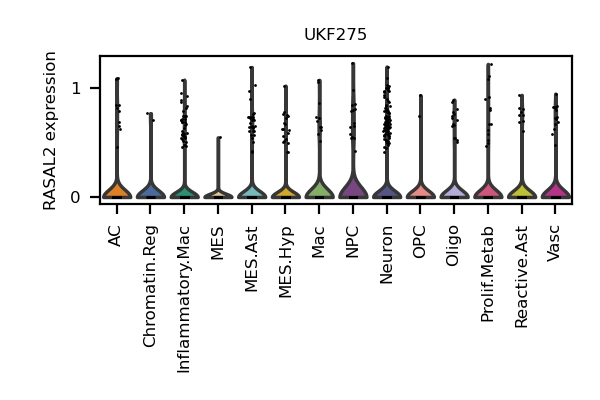 UKF275
RASAL2 expression
1
0
AC
Chromatin.Reg
Inflammatory.Mac
MES
MES.Ast
MES.Hyp
Mac
NPC
Neuron
OPC
Oligo
Prolif.Metab
Reactive.Ast
Vasc